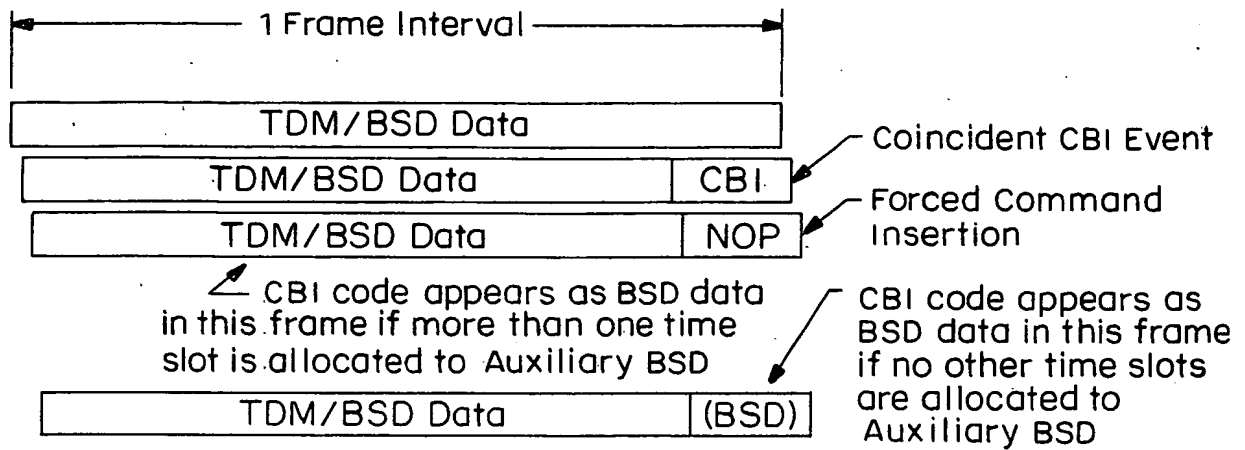 1 Frame Interval
TDM/BSD Data
Coincident CBI Event
TDM/BSD Data CBI
Forced Command
Insertion
TDM/BSD Data NOP
CBI code appears as BSD data
in this frame if more than one time
slot is allocated to Auxiliary BSD
CBI code appears as
BSD data in this frame
if no other time slots
are allocated to
Auxiliary BSD
TDM/BSD Data (BSD)